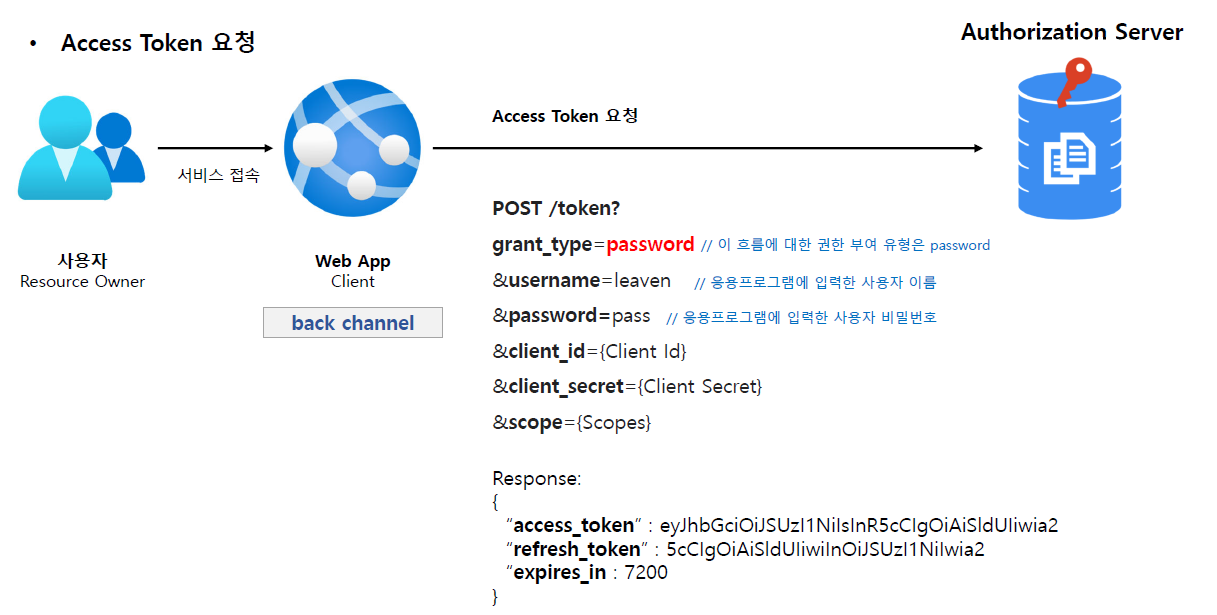 • Access Token 요청
Authorization Server
서비스 접속
Access Token 요청
사용자
Resource Owner
Web App
Client
back channel
POST /token?
grant_type=password // 이 흐름에 대한 권한 부여 유형은 password
&username=leaven // 응용프로그램에 입력한 사용자 이름
&password=pass // 응용프로그램에 입력한 사용자 비밀번호
&client_id={Client Id}
&client_secret={Client Secret}
&scope={Scopes}
Response:
{
“access_token” : eyJhbGciOiJSUzI1NiIsInR5cCIgOiAiSldUIiwia2
“refresh_token” : 5cCIgOiAiSldUIiwiInOiJSUzI1NiIwia2
“expires_in : 7200
}